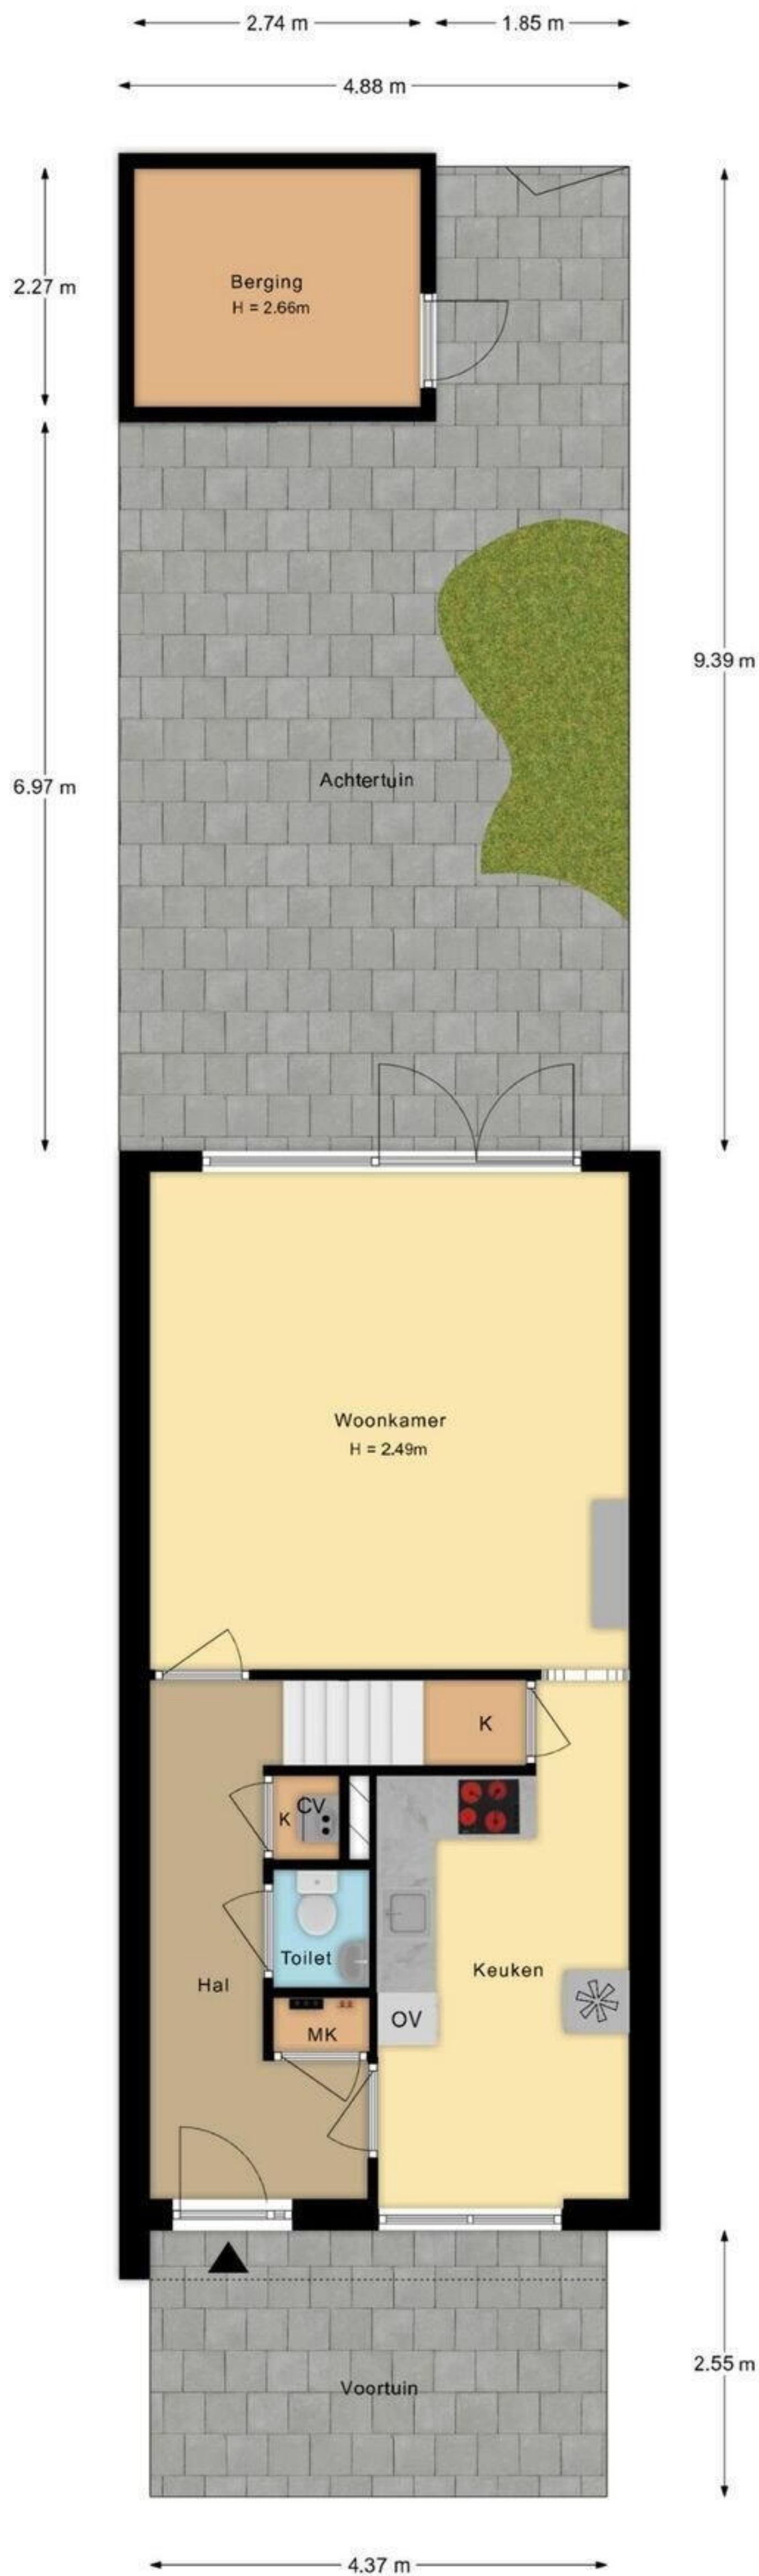 2.74 m
1.85 m
4.88 m
2.27 m
Berging
H = 2.66m
9.39 m
6.97 m
Achtertuin
Woonkamer
H = 2.49m
K
K
CV
Toilet
Keuken
Hal
OV
MK
2.55 m
Voortuin
4.37 m